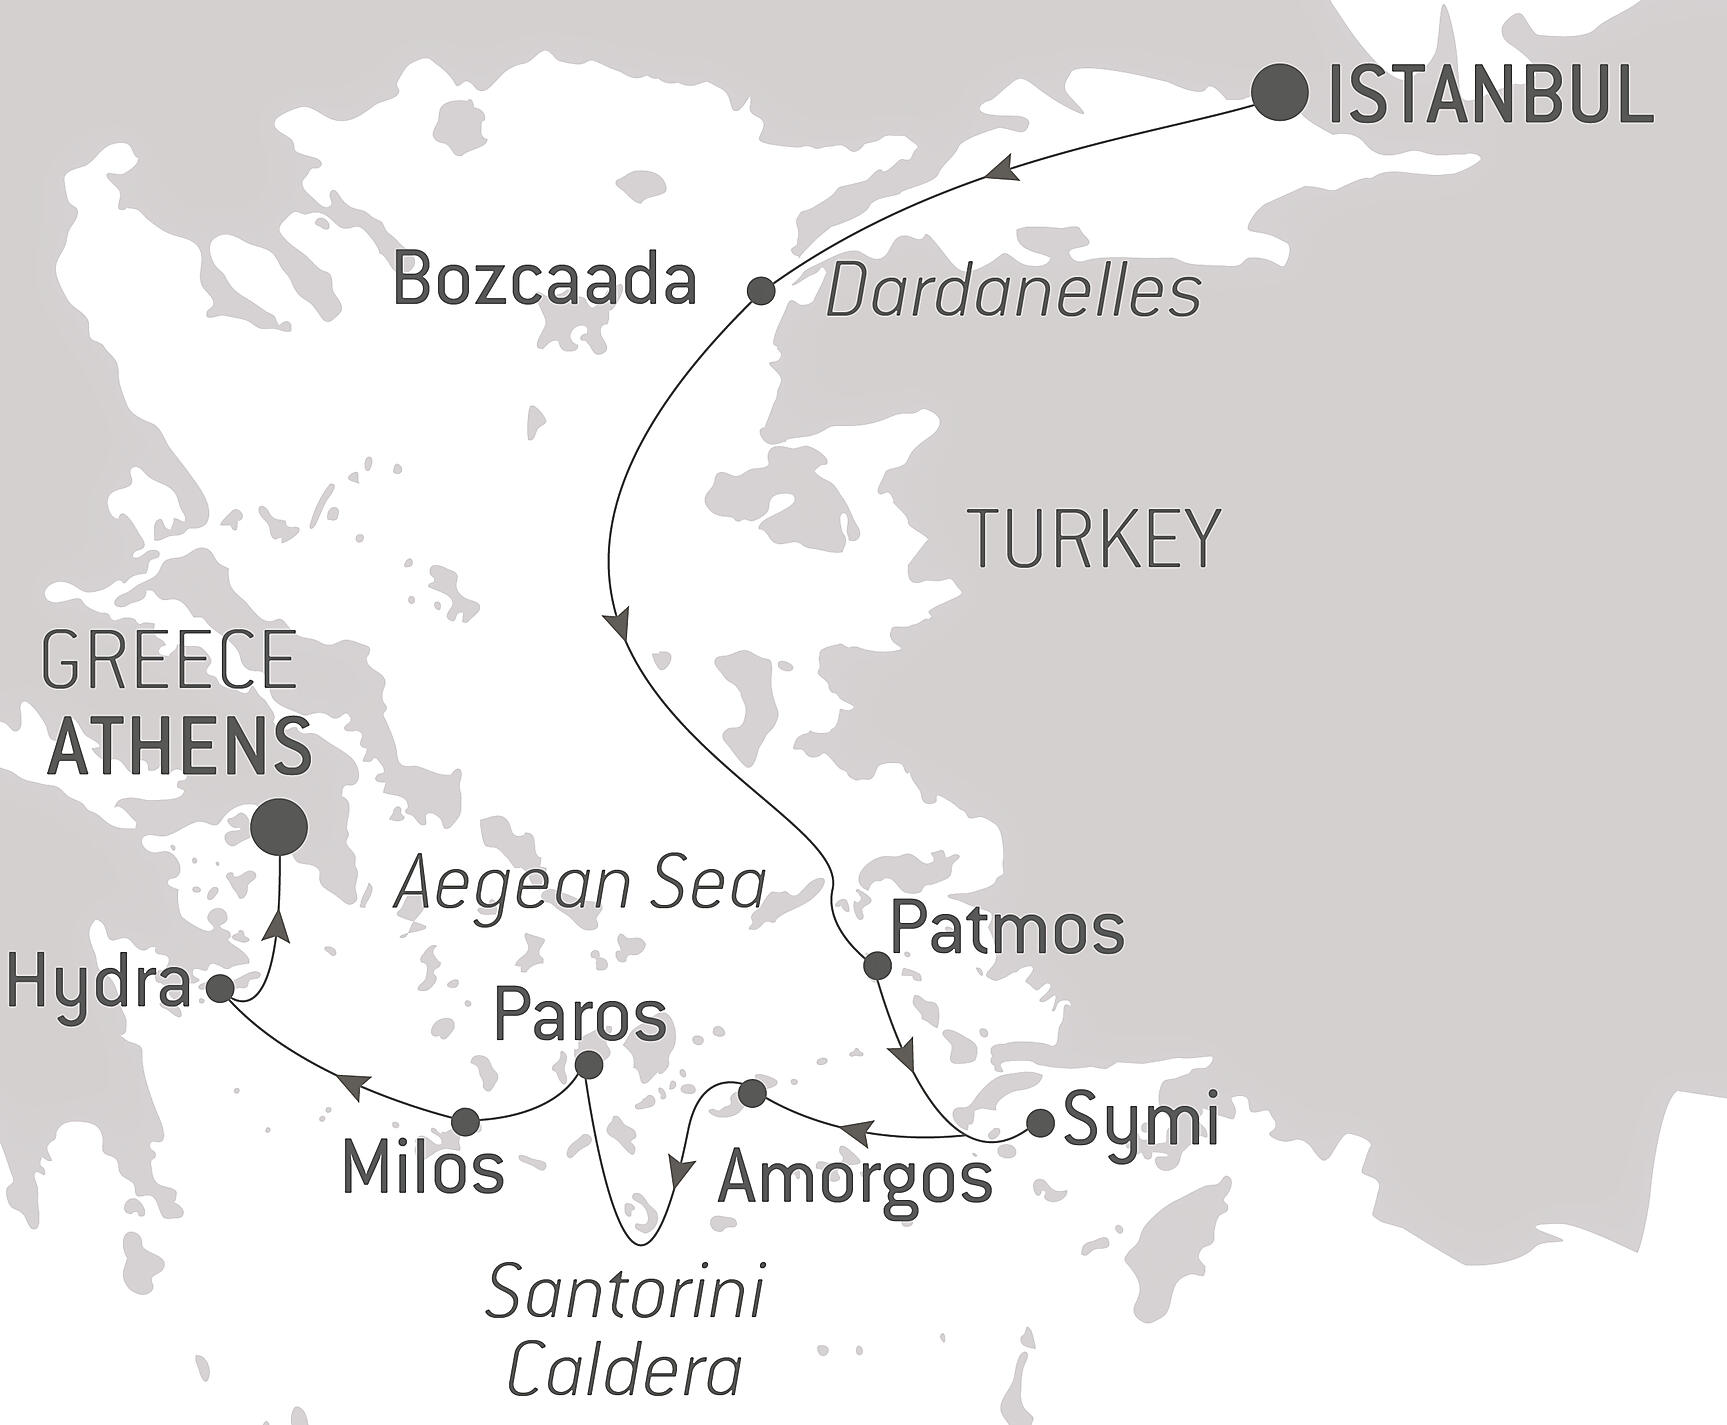 ISTANBUL
Bozcaada
Dardanelles
TURKEY
GREECE
ATHENS
Aegean Sea
Patmos
Hydra
Paros
Symi
Milos
Amorgos
Santorini
Caldera